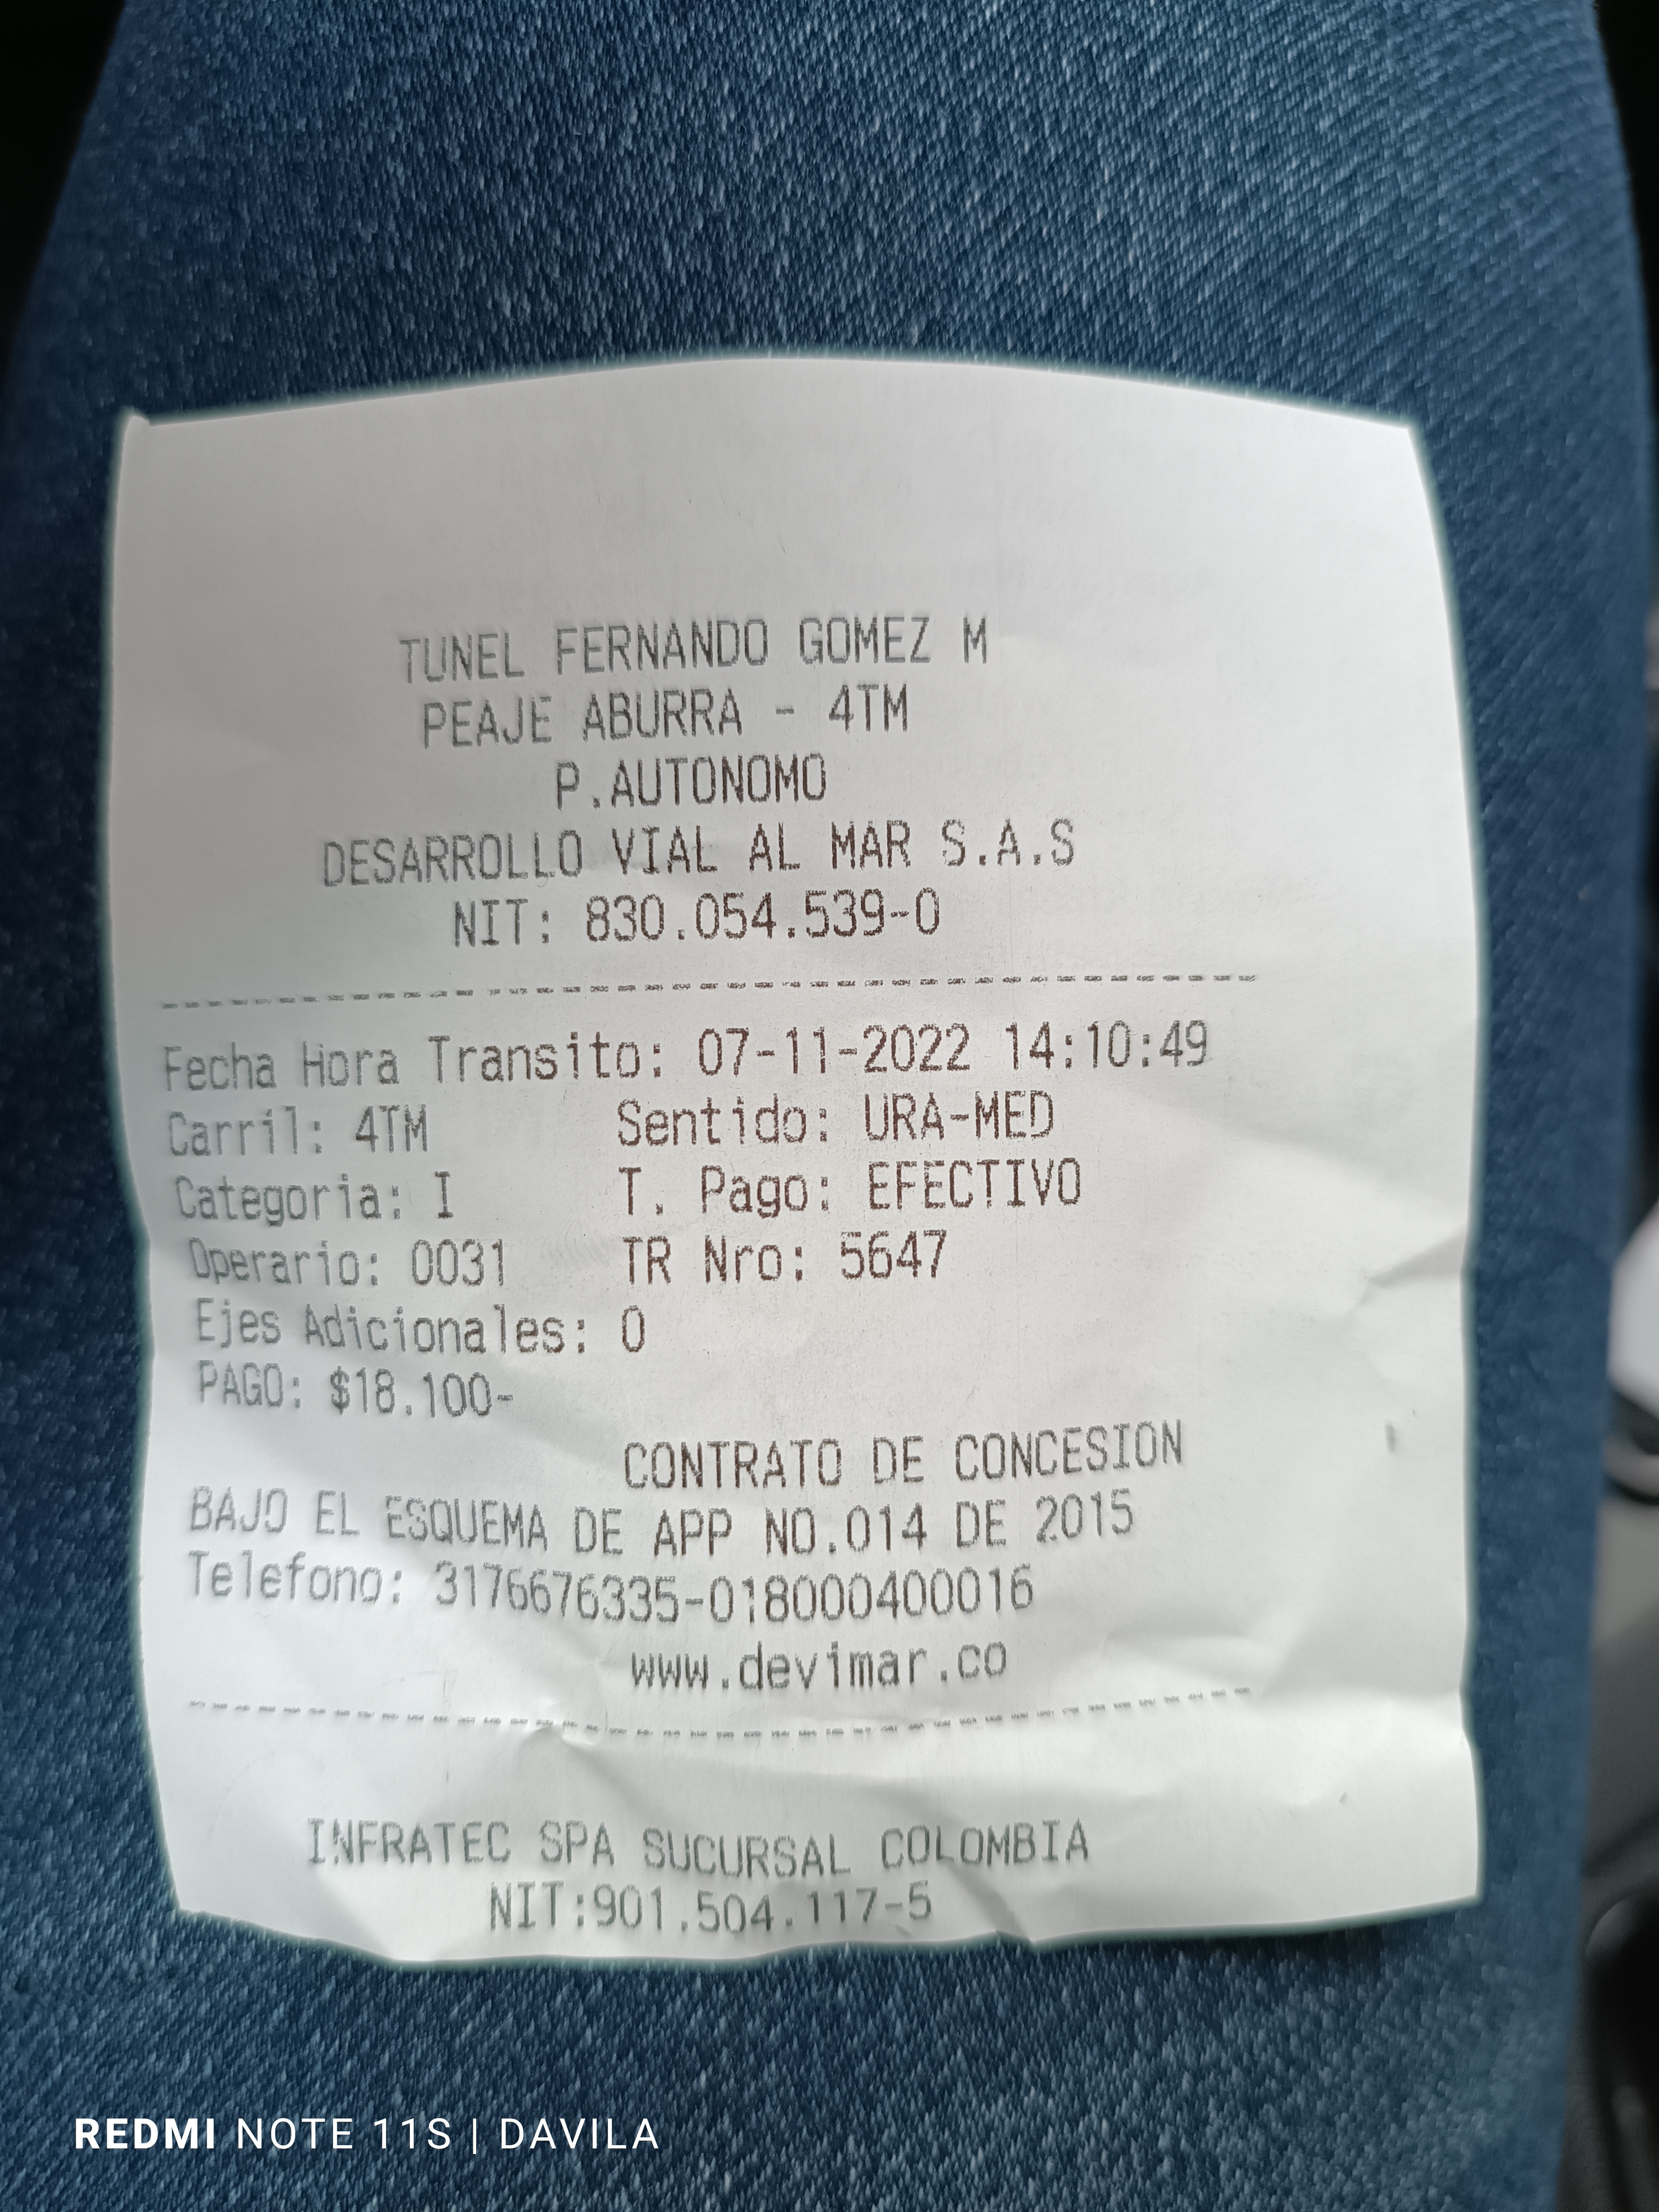 TUNEL FERNANDO GOMEZ M
PEAJE ABURRA - 4TM
P.AUTONOMO
DESARROLLO VIAL AL MAR S.A.S
NIT: 830.054.539-0
----------------------------------------
Fecha Hora Transito: 07-11-2022 14:10:49
Carril: 4TM Sentido: URA-MED
Categoria: I T. Pago: EFECTIVO
Operario: 0031 TR Nro: 5647
Ejes Adicionales: 0
PAGO: $18.100-
CONTRATO DE CONCESION
BAJO EL ESQUEMA DE APP NO.014 DE 2015
Telefono: 3176676335-018000400016
www.devimar.co
----------------------------------------
INFRATEC SPA SUCURSAL COLOMBIA
NIT:901.504.117-5
REDMI NOTE 11S | DAVILA